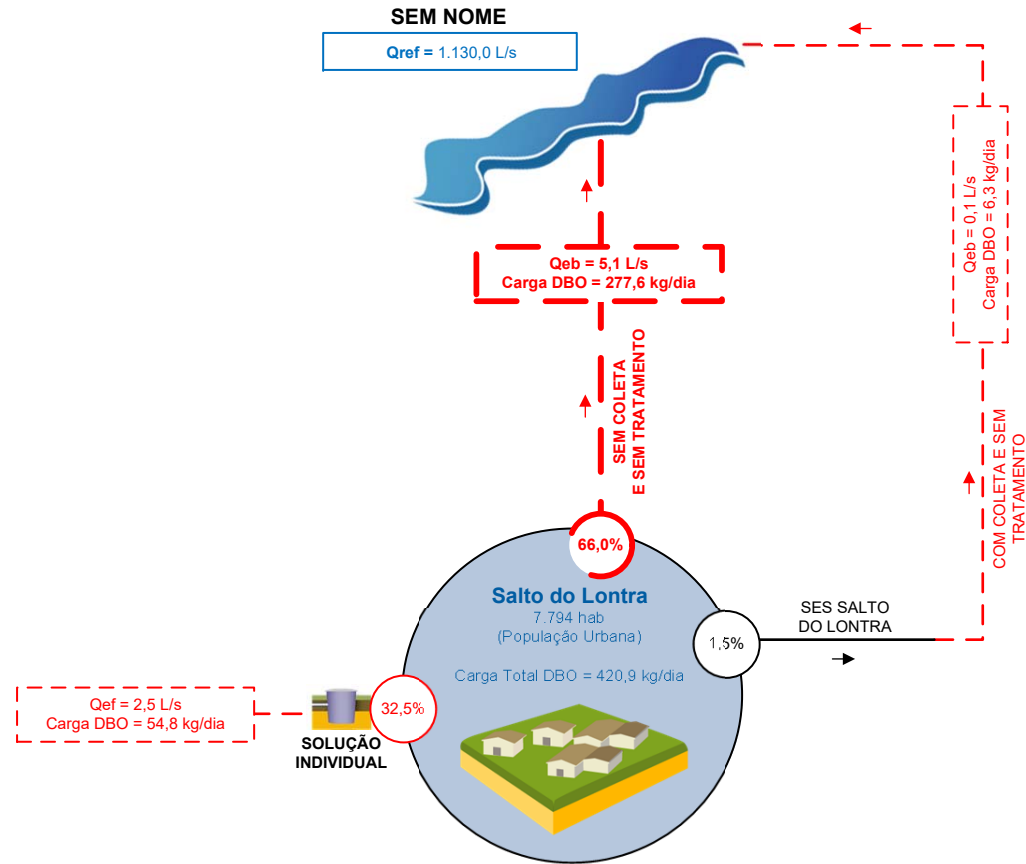 SEM NOME
Qref = 1.130,0 L/s
Qeb = 0,1 L/s
Carga DBO = 6,3 kg/dia
Qeb = 5,1 L/s
Carga DBO = 277,6 kg/dia
SEM COLETA
E SEM TRATAMENTO
COM COLETA E SEM
TRATAMENTO
66,0%
Salto do Lontra
7.794 hab
(População Urbana)
Carga Total DBO = 420,9 kg/dia
1,5%
SES SALTO
DO LONTRA
Qef = 2,5 L/s
Carga DBO = 54,8 kg/dia
32,5%
SOLUÇÃO
INDIVIDUAL